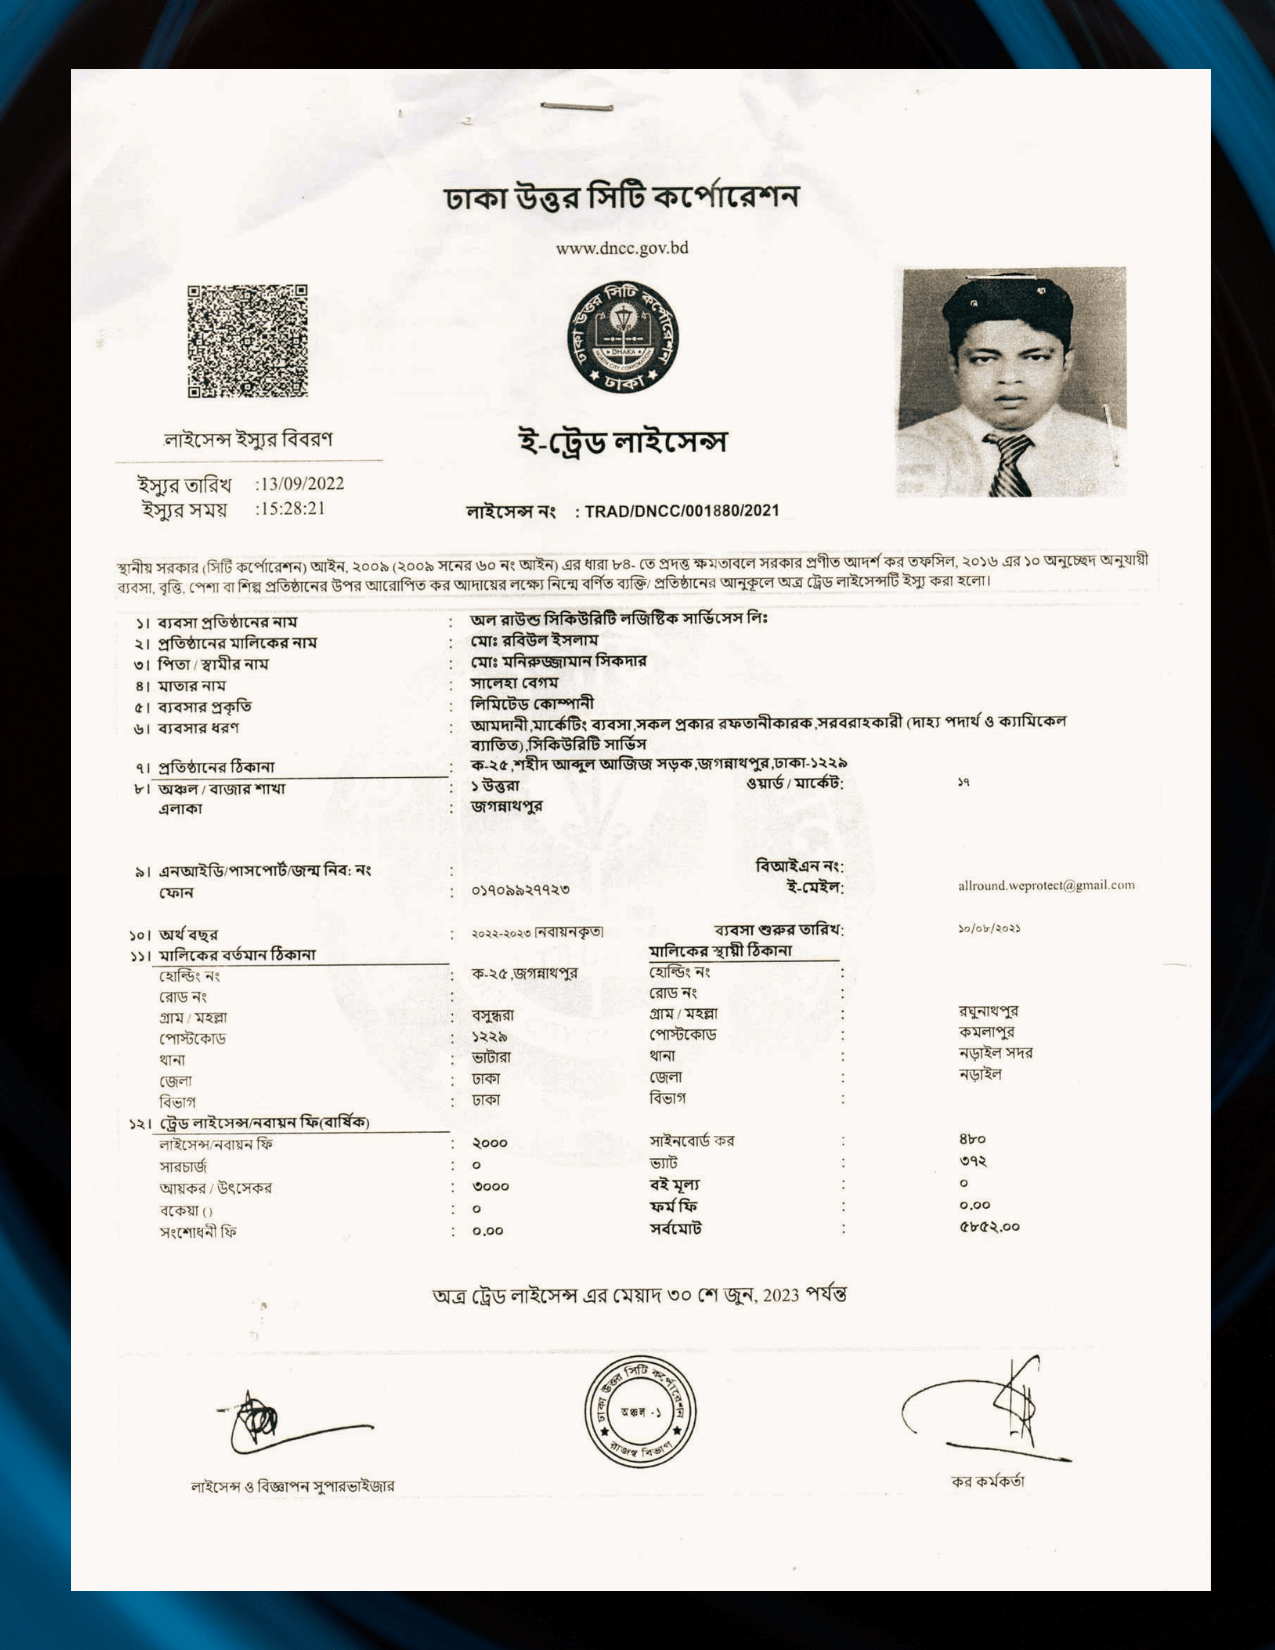 ঢাকা উত্তর সিটি কর্পোরেশন
www.dncc.gov.bd
ঢাকা উত্তর সিটি কর্পোরেশন
DHAKA
NORTH CITY CORPORATION
ঢাকা
লাইসেন্স ইস্যুর বিবরণ
ই-ট্রেড লাইসেন্স
ইস্যুর তারিখ :13/09/2022
ইস্যুর সময় :15:28:21
লাইসেন্স নং : TRAD/DNCC/001880/2021
স্থানীয় সরকার (সিটি কর্পোরেশন) আইন, ২০০৯ (২০০৯ সনের ৬০ নং আইন) এর ধারা ৮৪- তে প্রদত্ত ক্ষমতাবলে সরকার প্রণীত আদর্শ কর তফসিল, ২০১৬ এর ১০ অনুচ্ছেদ অনুযায়ী
ব্যবসা, বৃত্তি, পেশা বা শিল্প প্রতিষ্ঠানের উপর আরোপিত কর আদায়ের লক্ষ্যে নিম্নে বর্ণিত ব্যক্তি/ প্রতিষ্ঠানের আনুকূলে অত্র ট্রেড লাইসেন্সটি ইস্যু করা হলো।
১। ব্যবসা প্রতিষ্ঠানের নাম : অল রাউন্ড সিকিউরিটি লজিষ্টিক সার্ভিসেস লিঃ
২। প্রতিষ্ঠানের মালিকের নাম : মোঃ রবিউল ইসলাম
৩। পিতা / স্বামীর নাম : মোঃ মনিরুজ্জামান সিকদার
৪। মাতার নাম : সালেহা বেগম
৫। ব্যবসার প্রকৃতি : লিমিটেড কোম্পানী
৬। ব্যবসার ধরণ : আমদানী,মার্কেটিং ব্যবসা,সকল প্রকার রফতানীকারক,সরবরাহকারী (দাহ্য পদার্থ ও ক্যামিকেল
ব্যাতিত),সিকিউরিটি সার্ভিস
৭। প্রতিষ্ঠানের ঠিকানা : ক-২৫,শহীদ আব্দুল আজিজ সড়ক,জগন্নাথপুর,ঢাকা-১২২৯
৮। অঞ্চল / বাজার শাখা : ১ উত্তরা ওয়ার্ড / মার্কেট: ১৭
এলাকা : জগন্নাথপুর
৯। এনআইডি/পাসপোর্ট/জন্ম নিব: নং : বিআইএন নং:
ফোন : ০১৭০৯৯২৭৭২৩ ই-মেইল: allround.weprotect@gmail.com
১০। অর্থ বছর : ২০২২-২০২৩ [নবায়নকৃত] ব্যবসা শুরুর তারিখ: ১০/০৮/২০২১
১১। মালিকের বর্তমান ঠিকানা মালিকের স্থায়ী ঠিকানা
হোল্ডিং নং : ক-২৫,জগন্নাথপুর হোল্ডিং নং :
রোড নং : রোড নং :
গ্রাম / মহল্লা : বসুন্ধরা গ্রাম / মহল্লা : রঘুনাথপুর
পোস্টকোড : ১২২৯ পোস্টকোড : কমলাপুর
থানা : ভাটারা থানা : নড়াইল সদর
জেলা : ঢাকা জেলা : নড়াইল
বিভাগ : ঢাকা বিভাগ :
১২। ট্রেড লাইসেন্স/নবায়ন ফি(বার্ষিক)
লাইসেন্স/নবায়ন ফি : ২০০০ সাইনবোর্ড কর : ৪৮০
সারচার্জ : ০ ভ্যাট : ৩৭২
আয়কর / উৎসেকর : ৩০০০ বই মূল্য : ০
বকেয়া () : ০ ফর্ম ফি : ০.০০
সংশোধনী ফি : ০.০০ সর্বমোট : ৫৮৫২.০০
অত্র ট্রেড লাইসেন্স এর মেয়াদ ৩০ শে জুন, 2023 পর্যন্ত
ঢাকা উত্তর সিটি কর্পোরেশন
অঞ্চল -১
রাজস্ব বিভাগ
লাইসেন্স ও বিজ্ঞাপন সুপারভাইজার
কর কর্মকর্তা